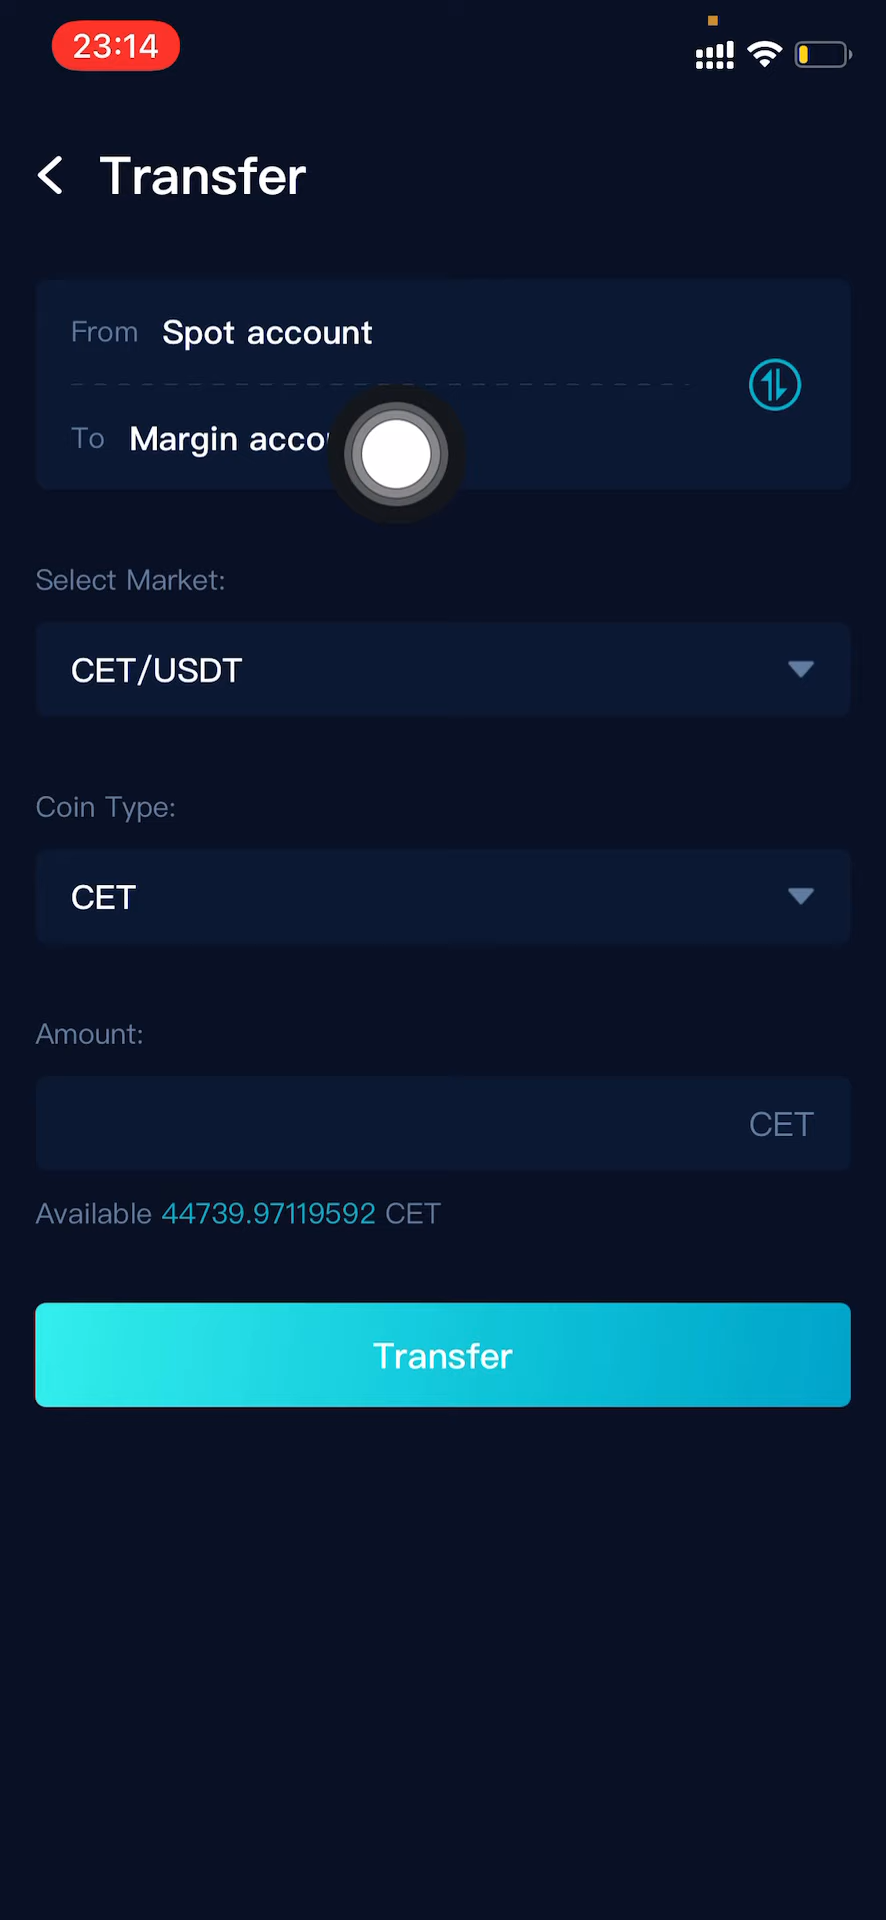 23:14
Transfer
From Spot account
To Margin
Select Market:
CET/USDT
Coin Type:
CET
Amount:
CET
Available 44739.97119592 CET
Transfer